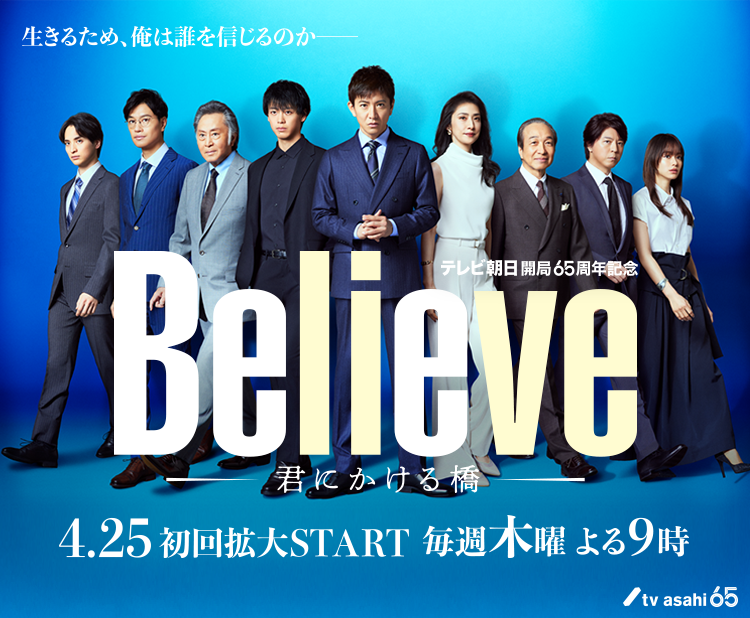 生きるため、俺は誰を信じるのか――
テレビ朝日開局65周年記念
Believe
君にかける橋
4.25 初回拡大START 毎週木曜 よる9時
tv asahi 65